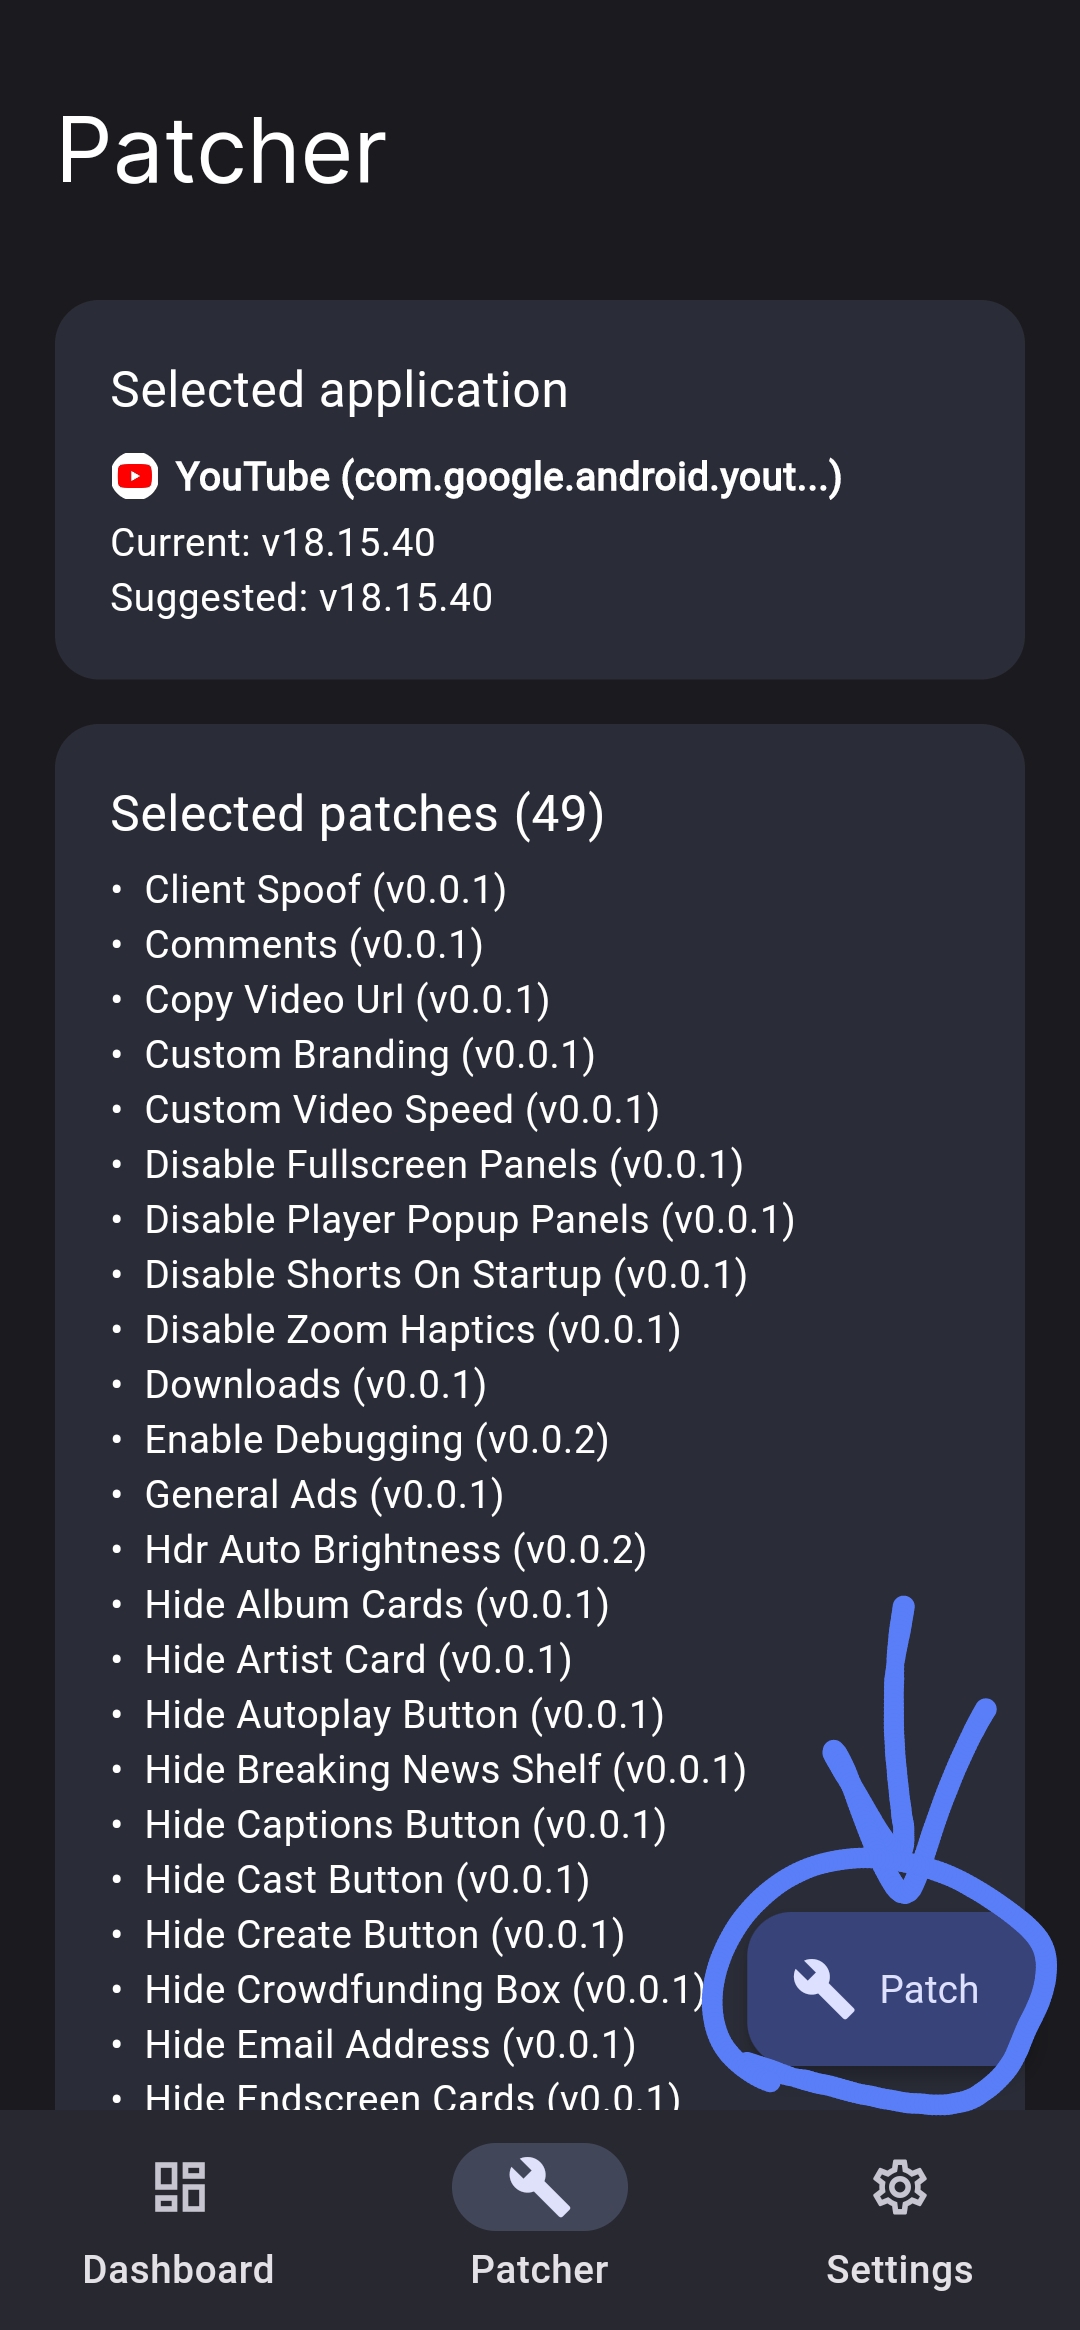 Patcher
Selected application
YouTube (com.google.android.yout...)
Current: v18.15.40
Suggested: v18.15.40
Selected patches (49)
• Client Spoof (v0.0.1)
• Comments (v0.0.1)
• Copy Video Url (v0.0.1)
• Custom Branding (v0.0.1)
• Custom Video Speed (v0.0.1)
• Disable Fullscreen Panels (v0.0.1)
• Disable Player Popup Panels (v0.0.1)
• Disable Shorts On Startup (v0.0.1)
• Disable Zoom Haptics (v0.0.1)
• Downloads (v0.0.1)
• Enable Debugging (v0.0.2)
• General Ads (v0.0.1)
• Hdr Auto Brightness (v0.0.2)
• Hide Album Cards (v0.0.1)
• Hide Artist Card (v0.0.1)
• Hide Autoplay Button (v0.0.1)
• Hide Breaking News Shelf (v0.0.1)
• Hide Captions Button (v0.0.1)
• Hide Cast Button (v0.0.1)
• Hide Create Button (v0.0.1)
• Hide Crowdfunding Box (v0.0.1)
• Hide Email Address (v0.0.1)
• Hide Endscreen Cards (v0.0.1)
Patch
Dashboard
Patcher
Settings